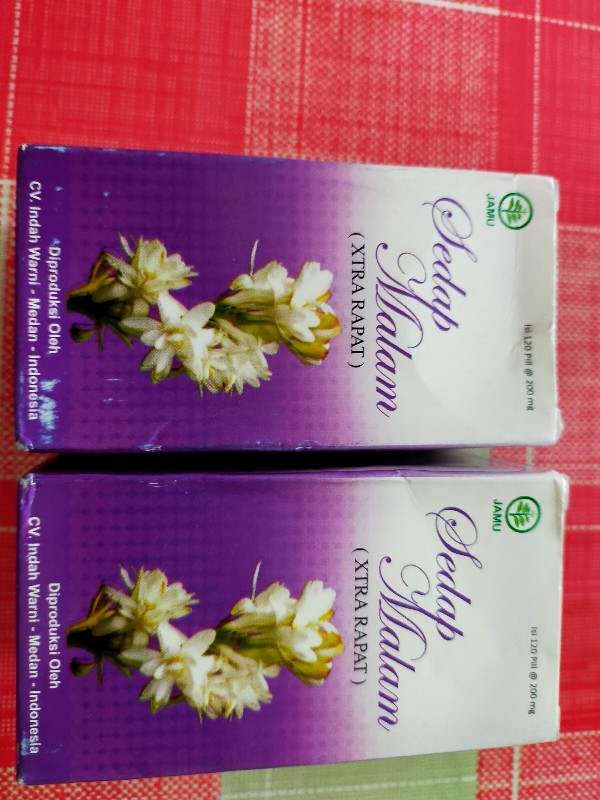 JAMU
Isi 120 Pill @ 200 mg
Sedap
Malam
( XTRA RAPAT )
Diproduksi Oleh
CV. Indah Warni - Medan - Indonesia
JAMU
Isi 120 Pill @ 200 mg
Sedap
Malam
( XTRA RAPAT )
Diproduksi Oleh
CV. Indah Warni - Medan - Indonesia